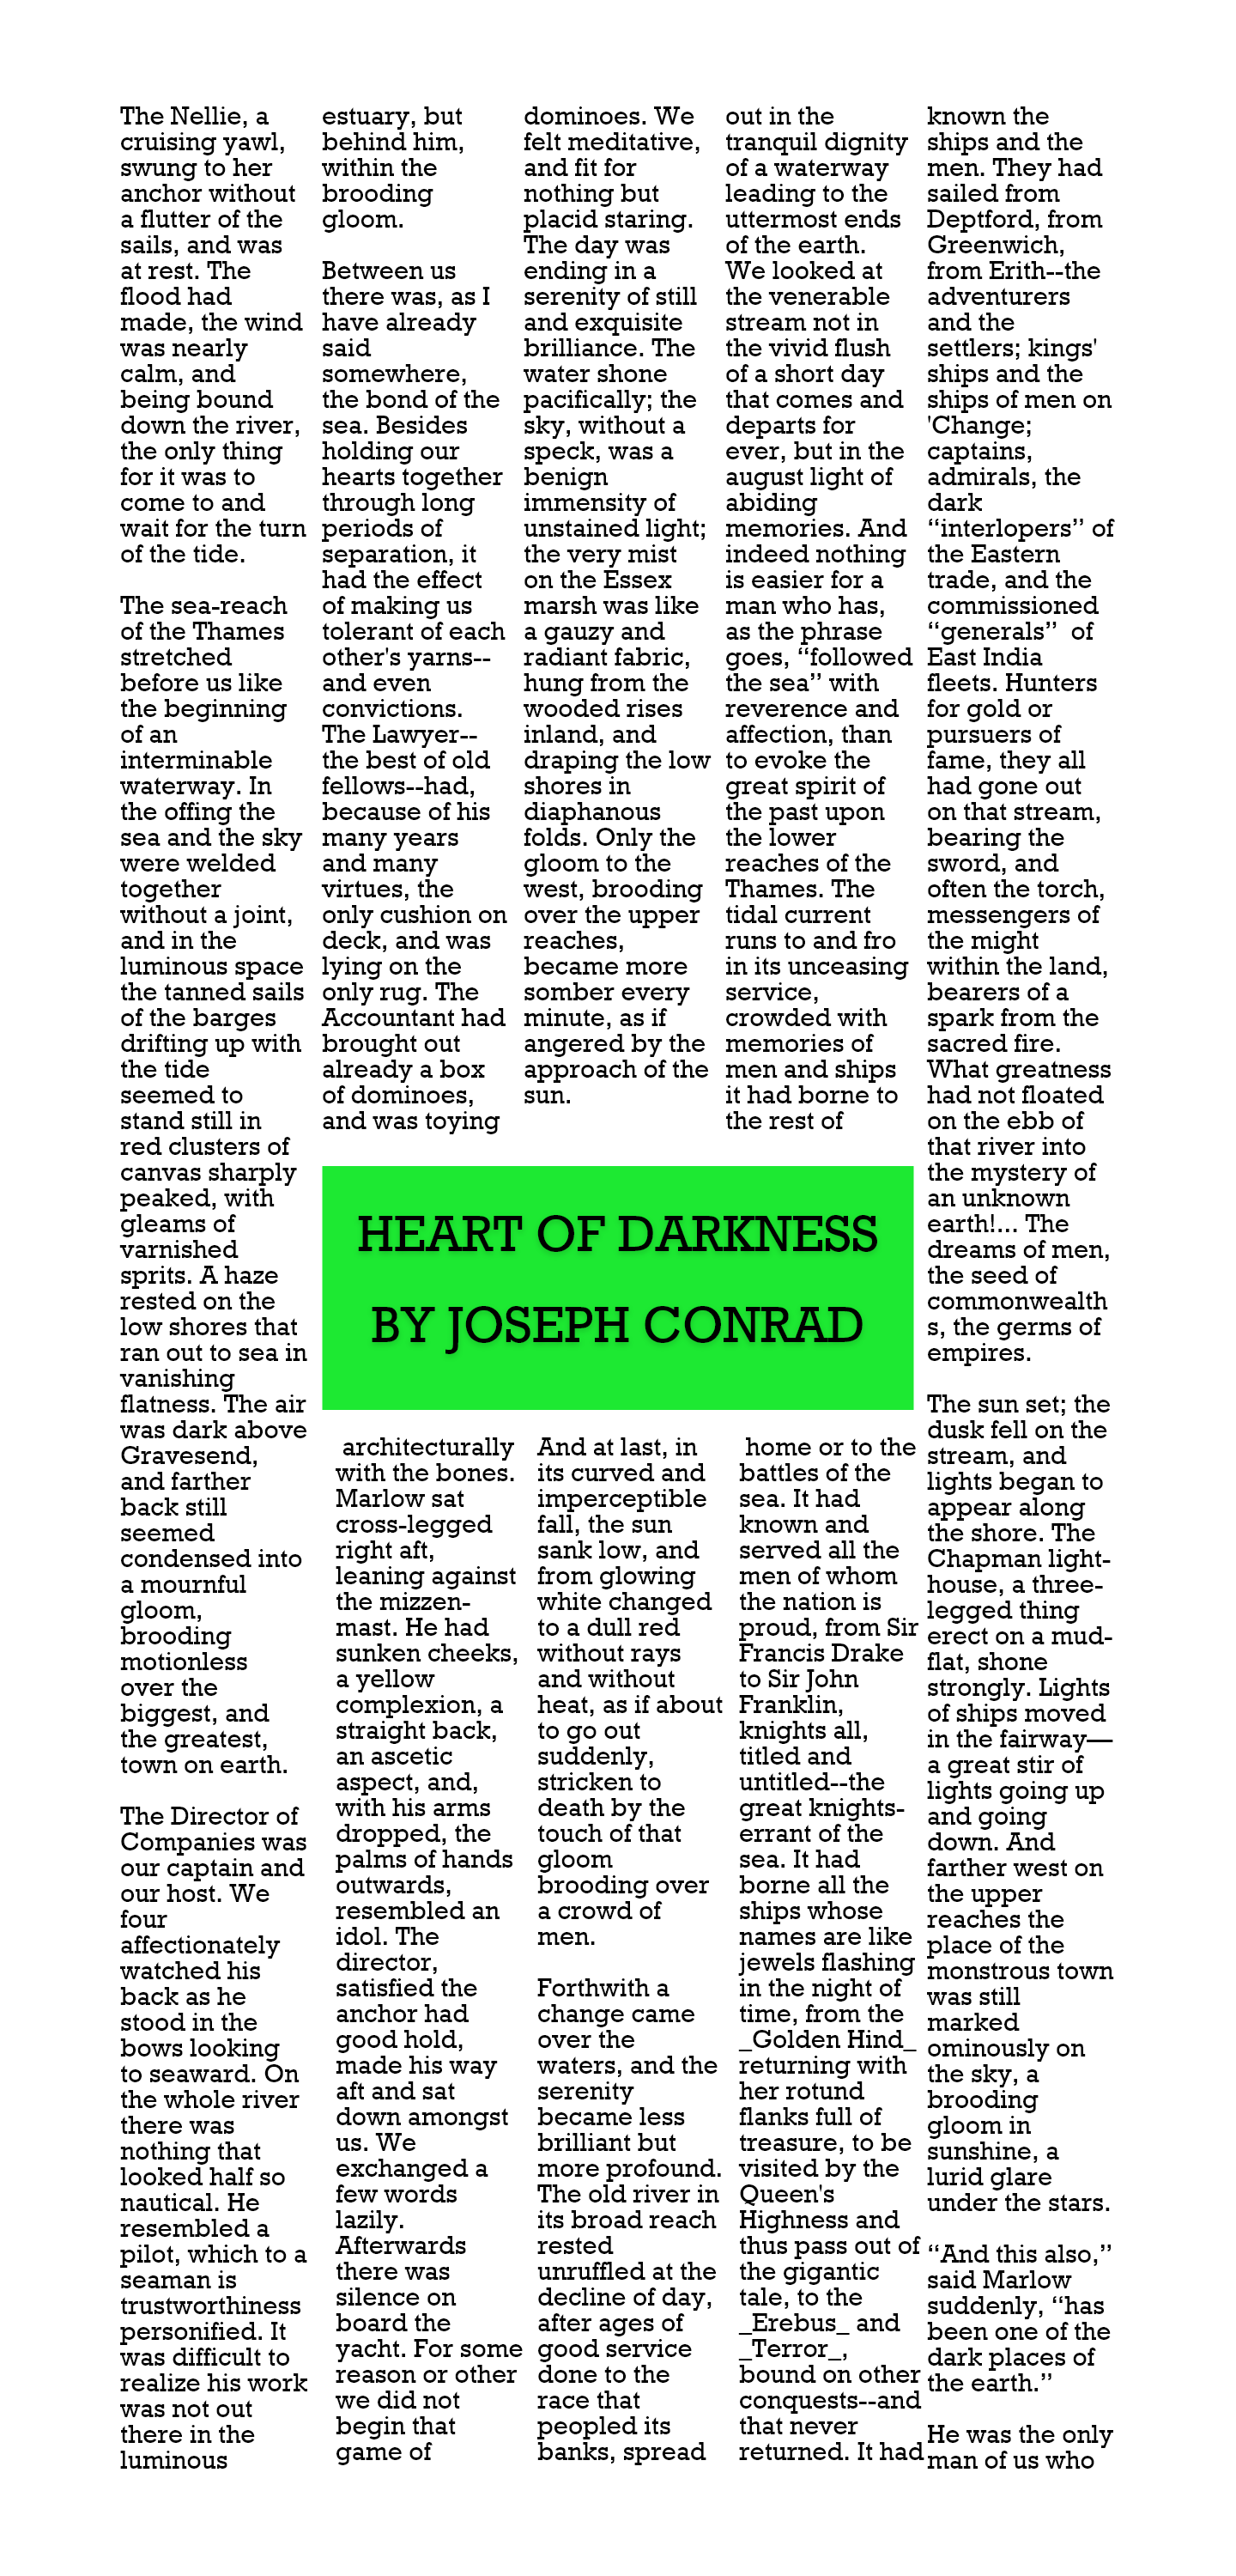 HEART OF DARKNESS
BY JOSEPH CONRAD
The Nellie, a
cruising yawl,
swung to her
anchor without
a flutter of the
sails, and was
at rest. The
flood had
made, the wind
was nearly
calm, and
being bound
down the river,
the only thing
for it was to
come to and
wait for the turn
of the tide.
The sea-reach
of the Thames
stretched
before us like
the beginning
of an
interminable
waterway. In
the offing the
sea and the sky
were welded
together
without a joint,
and in the
luminous space
the tanned sails
of the barges
drifting up with
the tide
seemed to
stand still in
red clusters of
canvas sharply
peaked, with
gleams of
varnished
sprits. A haze
rested on the
low shores that
ran out to sea in
vanishing
flatness. The air
was dark above
Gravesend,
and farther
back still
seemed
condensed into
a mournful
gloom,
brooding
motionless
over the
biggest, and
the greatest,
town on earth.
The Director of
Companies was
our captain and
our host. We
four
affectionately
watched his
back as he
stood in the
bows looking
to seaward. On
the whole river
there was
nothing that
looked half so
nautical. He
resembled a
pilot, which to a
seaman is
trustworthiness
personified. It
was difficult to
realize his work
was not out
there in the
luminous
estuary, but
behind him,
within the
brooding
gloom.
Between us
there was, as I
have already
said
somewhere,
the bond of the
sea. Besides
holding our
hearts together
through long
periods of
separation, it
had the effect
of making us
tolerant of each
other's yarns--
and even
convictions.
The Lawyer--
the best of old
fellows--had,
because of his
many years
and many
virtues, the
only cushion on
deck, and was
lying on the
only rug. The
Accountant had
brought out
already a box
of dominoes,
and was toying
architecturally
with the bones.
Marlow sat
cross-legged
right aft,
leaning against
the mizzen-
mast. He had
sunken cheeks,
a yellow
complexion, a
straight back,
an ascetic
aspect, and,
with his arms
dropped, the
palms of hands
outwards,
resembled an
idol. The
director,
satisfied the
anchor had
good hold,
made his way
aft and sat
down amongst
us. We
exchanged a
few words
lazily.
Afterwards
there was
silence on
board the
yacht. For some
reason or other
we did not
begin that
game of
dominoes. We
felt meditative,
and fit for
nothing but
placid staring.
The day was
ending in a
serenity of still
and exquisite
brilliance. The
water shone
pacifically; the
sky, without a
speck, was a
benign
immensity of
unstained light;
the very mist
on the Essex
marsh was like
a gauzy and
radiant fabric,
hung from the
wooded rises
inland, and
draping the low
shores in
diaphanous
folds. Only the
gloom to the
west, brooding
over the upper
reaches,
became more
somber every
minute, as if
angered by the
approach of the
sun.
And at last, in
its curved and
imperceptible
fall, the sun
sank low, and
from glowing
white changed
to a dull red
without rays
and without
heat, as if about
to go out
suddenly,
stricken to
death by the
touch of that
gloom
brooding over
a crowd of
men.
Forthwith a
change came
over the
waters, and the
serenity
became less
brilliant but
more profound.
The old river in
its broad reach
rested
unruffled at the
decline of day,
after ages of
good service
done to the
race that
peopled its
banks, spread
out in the
tranquil dignity
of a waterway
leading to the
uttermost ends
of the earth.
We looked at
the venerable
stream not in
the vivid flush
of a short day
that comes and
departs for
ever, but in the
august light of
abiding
memories. And
indeed nothing
is easier for a
man who has,
as the phrase
goes, “followed
the sea” with
reverence and
affection, than
to evoke the
great spirit of
the past upon
the lower
reaches of the
Thames. The
tidal current
runs to and fro
in its unceasing
service,
crowded with
memories of
men and ships
it had borne to
the rest of
home or to the
battles of the
sea. It had
known and
served all the
men of whom
the nation is
proud, from Sir
Francis Drake
to Sir John
Franklin,
knights all,
titled and
untitled--the
great knights-
errant of the
sea. It had
borne all the
ships whose
names are like
jewels flashing
in the night of
time, from the
_Golden Hind_
returning with
her rotund
flanks full of
treasure, to be
visited by the
Queen's
Highness and
thus pass out of
the gigantic
tale, to the
_Erebus_ and
_Terror_,
bound on other
conquests--and
that never
returned. It had
known the
ships and the
men. They had
sailed from
Deptford, from
Greenwich,
from Erith--the
adventurers
and the
settlers; kings'
ships and the
ships of men on
'Change;
captains,
admirals, the
dark
“interlopers” of
the Eastern
trade, and the
commissioned
“generals”  of
East India
fleets. Hunters
for gold or
pursuers of
fame, they all
had gone out
on that stream,
bearing the
sword, and
often the torch,
messengers of
the might
within the land,
bearers of a
spark from the
sacred fire.
What greatness
had not floated
on the ebb of
that river into
the mystery of
an unknown
earth!... The
dreams of men,
the seed of
commonwealth
s, the germs of
empires.
The sun set; the
dusk fell on the
stream, and
lights began to
appear along
the shore. The
Chapman light-
house, a three-
legged thing
erect on a mud-
flat, shone
strongly. Lights
of ships moved
in the fairway—
a great stir of
lights going up
and going
down. And
farther west on
the upper
reaches the
place of the
monstrous town
was still
marked
ominously on
the sky, a
brooding
gloom in
sunshine, a
lurid glare
under the stars.
“And this also,”
said Marlow
suddenly, “has
been one of the
dark places of
the earth.”
He was the only
man of us who